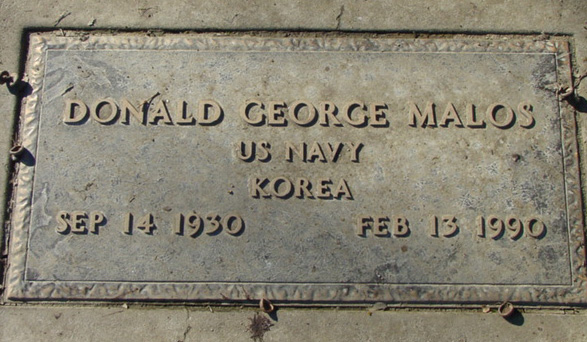 DONALD GEORGE MALOS
US NAVY
KOREA
SEP 14 1930 FEB 13 1990